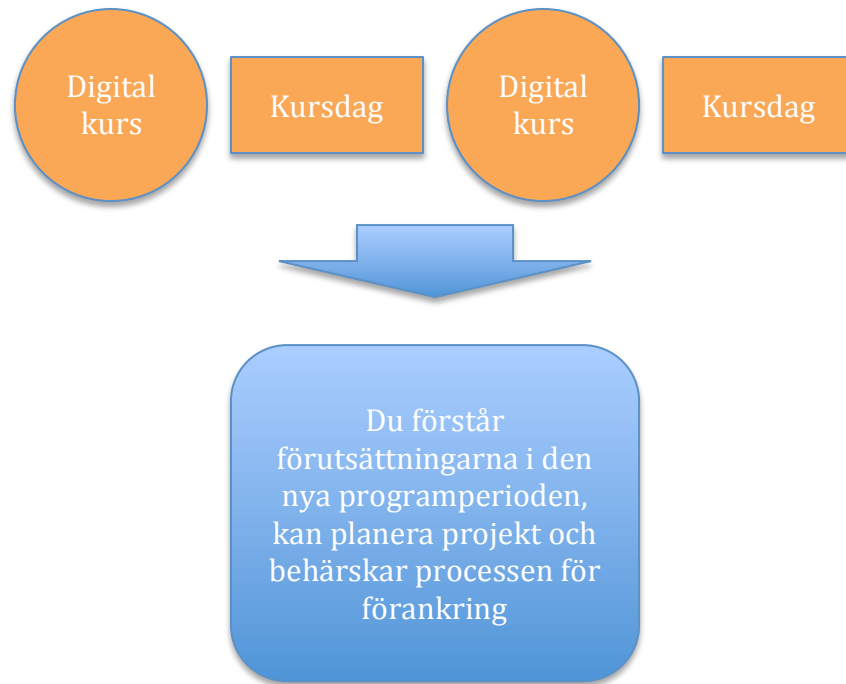 Digital
kurs
Kursdag
Digital
kurs
Kursdag
Du förstår
förutsättningarna i den
nya programperioden,
kan planera projekt och
behärskar processen för
förankring